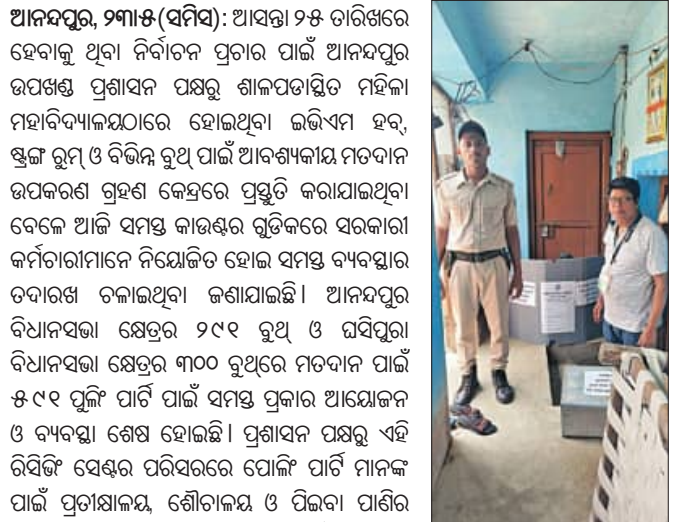 ଆନନ୍ଦପୁର, ୨୩ା୫(ସମିସ): ଆସନ୍ତା ୨୫ ତାରିଖରେ
ହେବାକୁ ଥିବା ନିର୍ବାଚନ ପ୍ରଚାର ପାଇଁ ଆନନ୍ଦପୁର
ଉପଖଣ୍ଡ ପ୍ରଶାସନ ପକ୍ଷରୁ ଶାଳପଡାସ୍ଥିତ ମହିଳା
ମହାବିଦ୍ୟାଳୟଠାରେ ହୋଇଥିବା ଇଭିଏମ ହବ୍,
ଷ୍ଟ୍ରଙ୍ଗ ରୁମ୍ ଓ ବିଭିନ୍ନ ବୁଥ୍ ପାଇଁ ଆବଶ୍ୟକୀୟ ମତଦାନ
ଉପକରଣ ଗ୍ରହଣ କେନ୍ଦ୍ରରେ ପ୍ରସ୍ତୁତି କରାଯାଇଥିବା
ବେଳେ ଆଜି ସମସ୍ତ କାଉଣ୍ଟର ଗୁଡିକରେ ସରକାରୀ
କର୍ମଚାରୀମାନେ ନିୟୋଜିତ ହୋଇ ସମସ୍ତ ବ୍ୟବସ୍ଥାର
ତଦାରଖ ଚଳାଇଥିବା ଜଣାଯାଇଛି। ଆନନ୍ଦପୁର
ବିଧାନସଭା କ୍ଷେତ୍ରର ୨୯୧ ବୁଥ୍ ଓ ଘସିପୁରା
ବିଧାନସଭା କ୍ଷେତ୍ରର ୩୦୦ ବୁଥ୍‌ରେ ମତଦାନ ପାଇଁ
୫୯୧ ପୁଲିଂ ପାର୍ଟି ପାଇଁ ସମସ୍ତ ପ୍ରକାର ଆୟୋଜନ
ଓ ବ୍ୟବସ୍ଥା ଶେଷ ହୋଇଛି। ପ୍ରଶାସନ ପକ୍ଷରୁ ଏହି
ରିସିଭିଂ ସେଣ୍ଟର ପରିସରରେ ପୋଲିଂ ପାର୍ଟି ମାନଙ୍କ
ପାଇଁ ପ୍ରତୀକ୍ଷାଳୟ, ଶୌଚାଳୟ ଓ ପିଇବା ପାଣିର